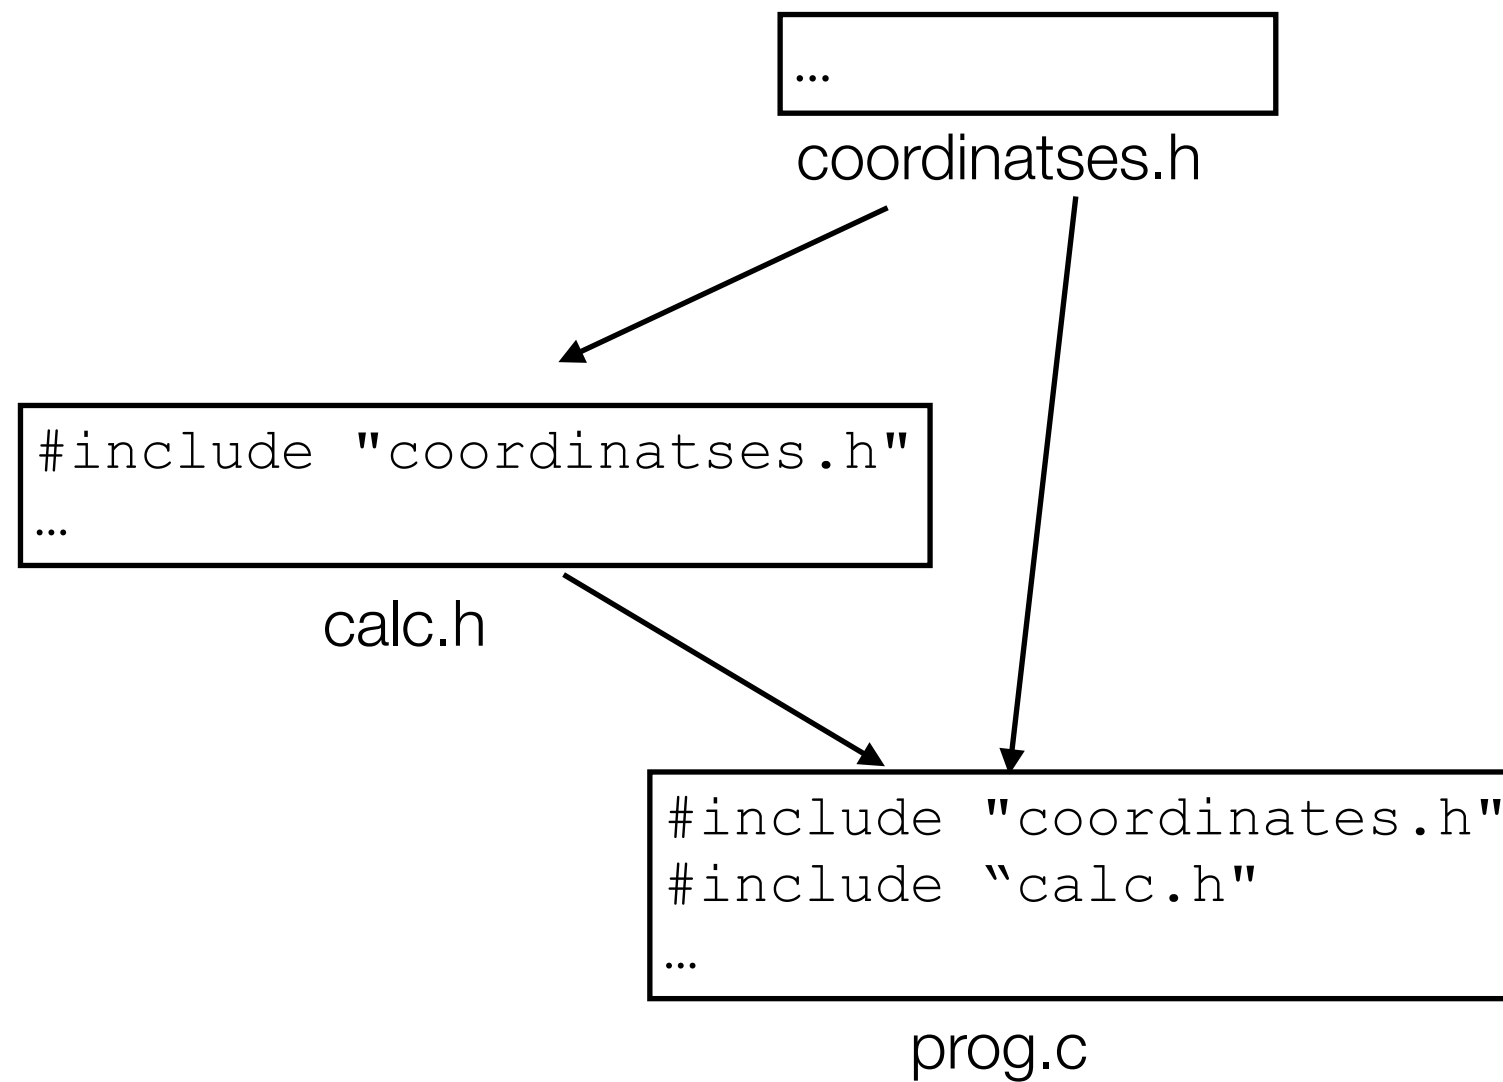 …
coordinatses.h
#include "coordinatses.h"
…
calc.h
#include "coordinates.h"
#include “calc.h"
…
prog.c